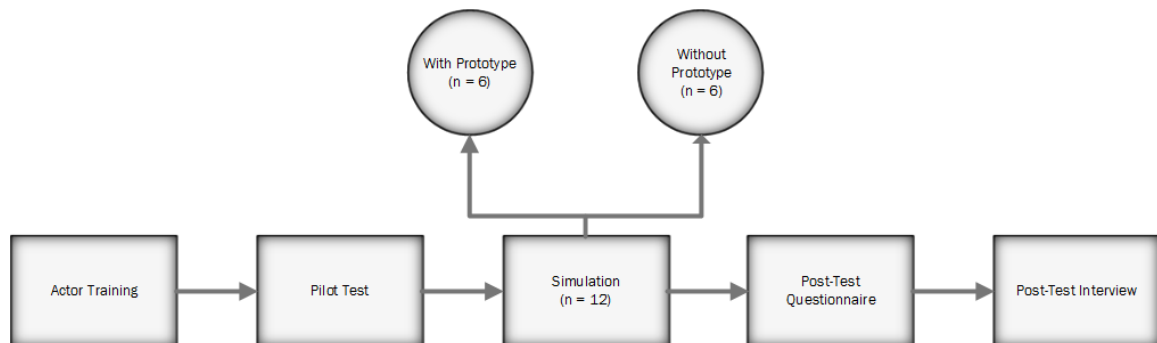 With Prototype
(n = 6)
Without
Prototype
(n = 6)
Actor Training
Pilot Test
Simulation
(n = 12)
Post-Test
Questionnaire
Post-Test Interview